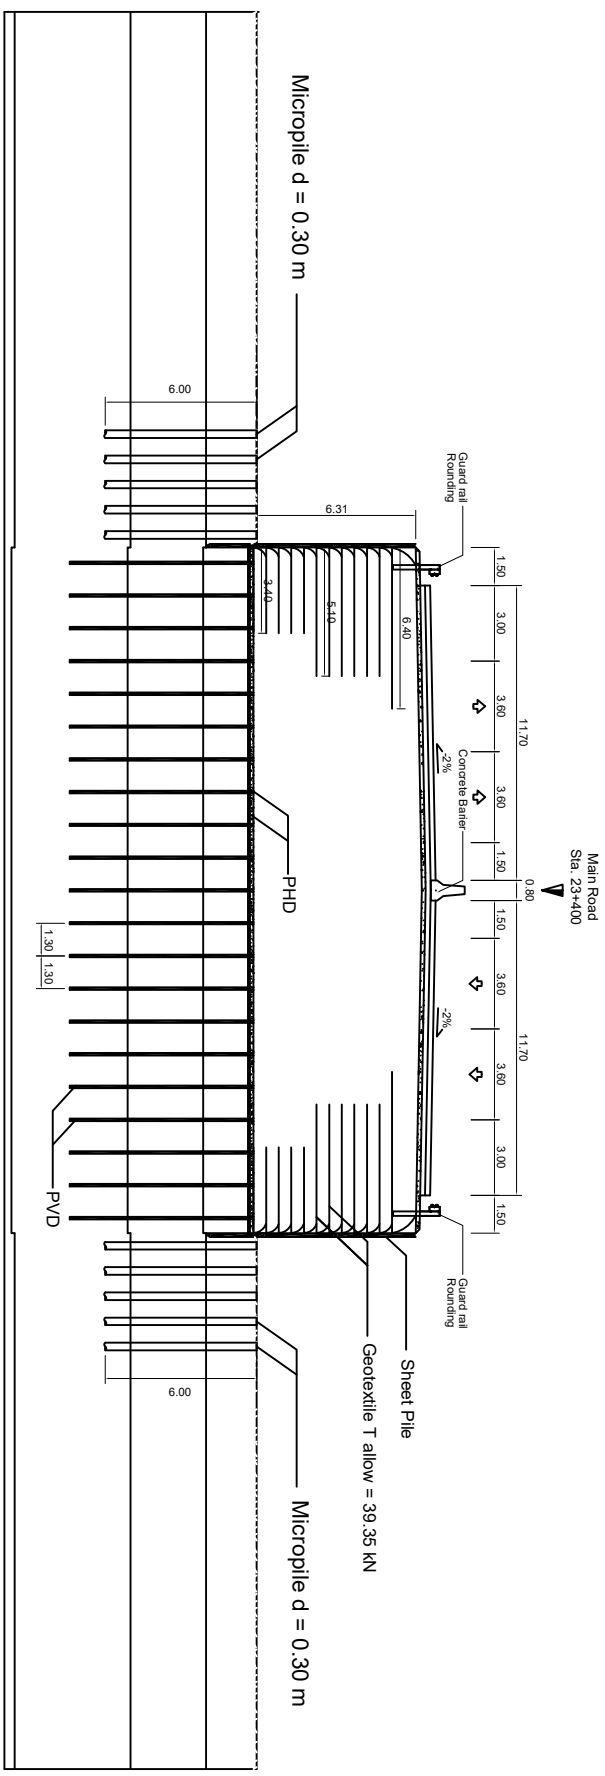 Main Road
Sta. 23+400
11.70
0.80
11.70
1.50
3.00
3.60
3.60
1.50
1.50
3.60
3.60
3.00
1.50
Guard rail
Rounding
-2%
Concrete Barier
-2%
Guard rail
Rounding
Micropile d = 0.30 m
6.31
6.40
5.10
3.40
Sheet Pile
Geotextile T allow = 39.35 kN
PHD
6.00
6.00
Micropile d = 0.30 m
1.30
1.30
PVD